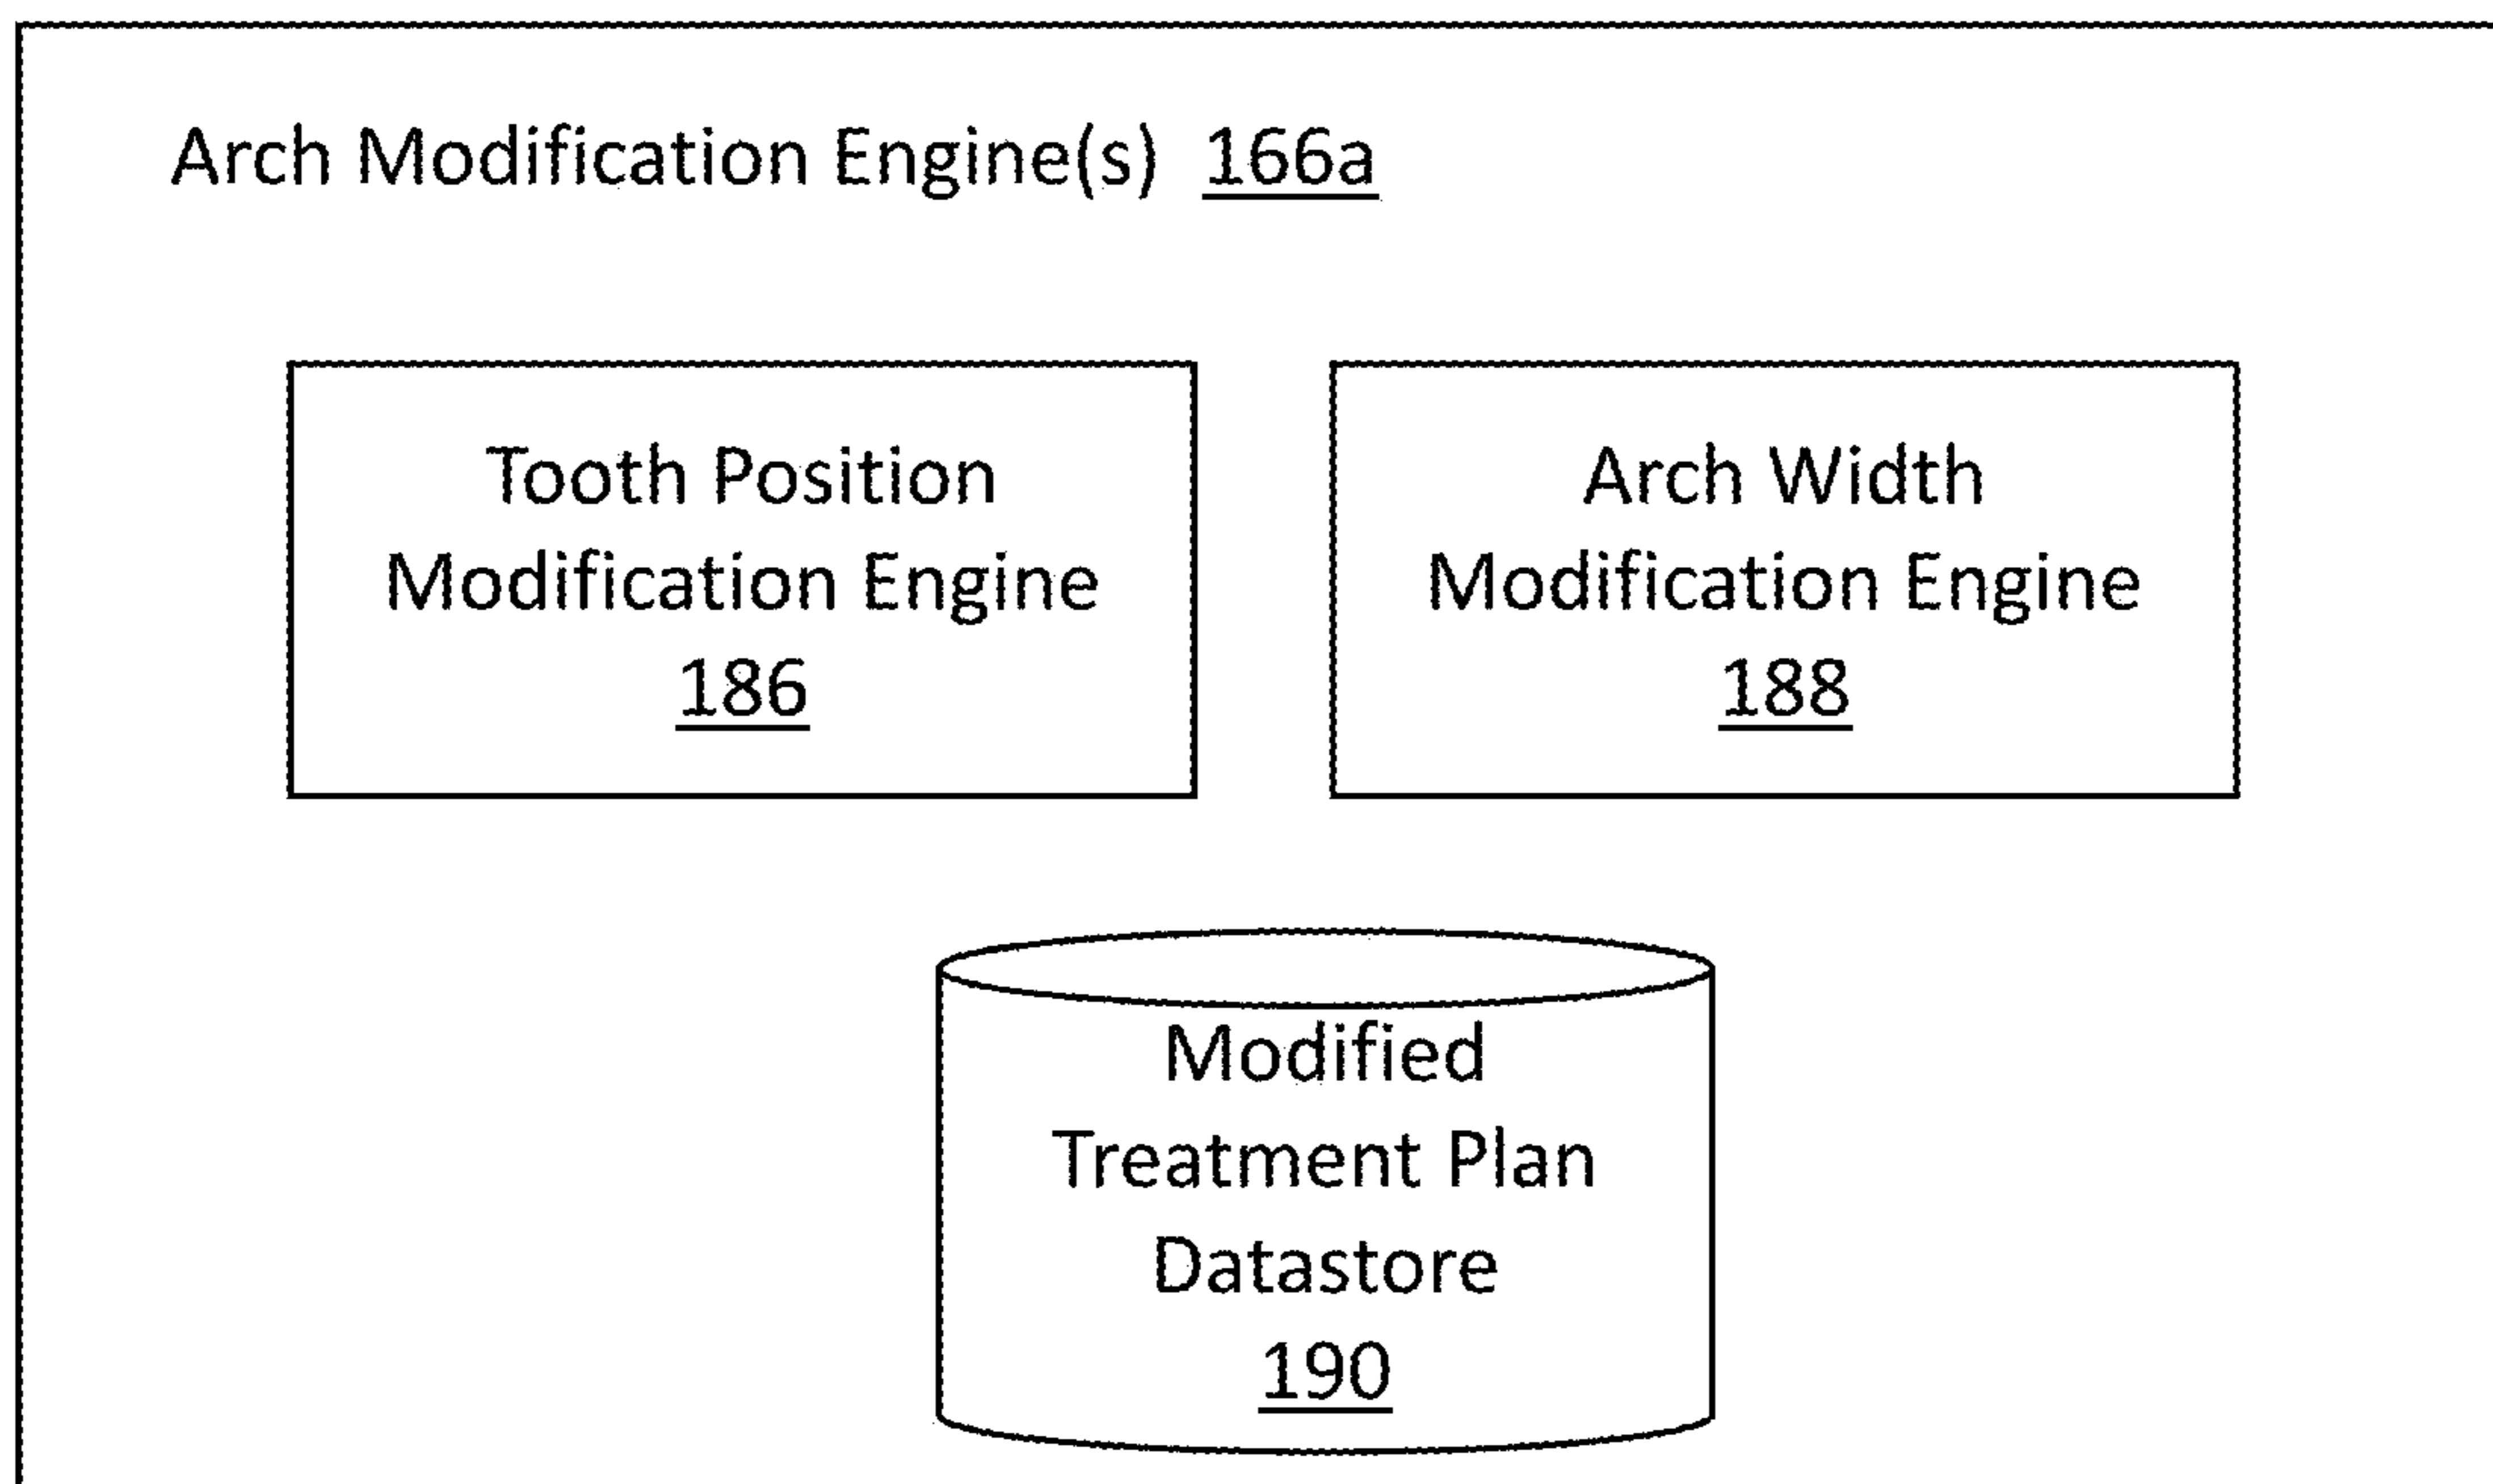 Arch Modification Engine(s) 166a
Tooth Position
Modification Engine
186
Arch Width
Modification Engine
188
Modified
Treatment Plan
Datastore
190